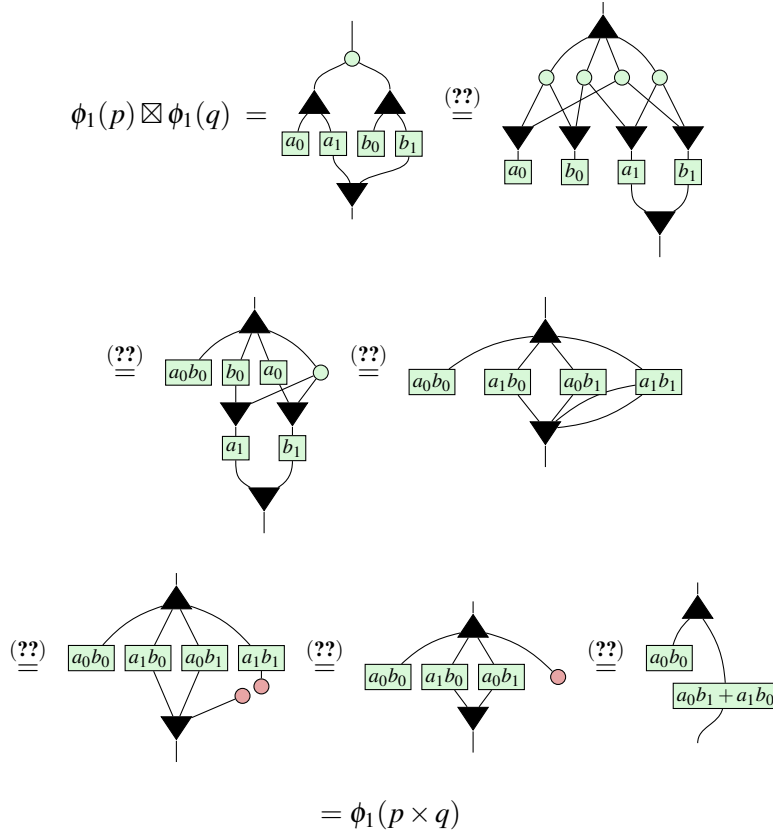 ϕ₁(p) ⊠ ϕ₁(q) = a₀ a₁ b₀ b₁ (??) = a₀ b₀ a₁ b₁
(??) = a₀b₀ b₀ a₀ a₁ b₁ (??) = a₀b₀ a₁b₀ a₀b₁ a₁b₁
(??) = a₀b₀ a₁b₀ a₀b₁ a₁b₁ (??) = a₀b₀ a₁b₀ a₀b₁ (??) = a₀b₀ a₀b₁ + a₁b₀
= ϕ₁(p × q)